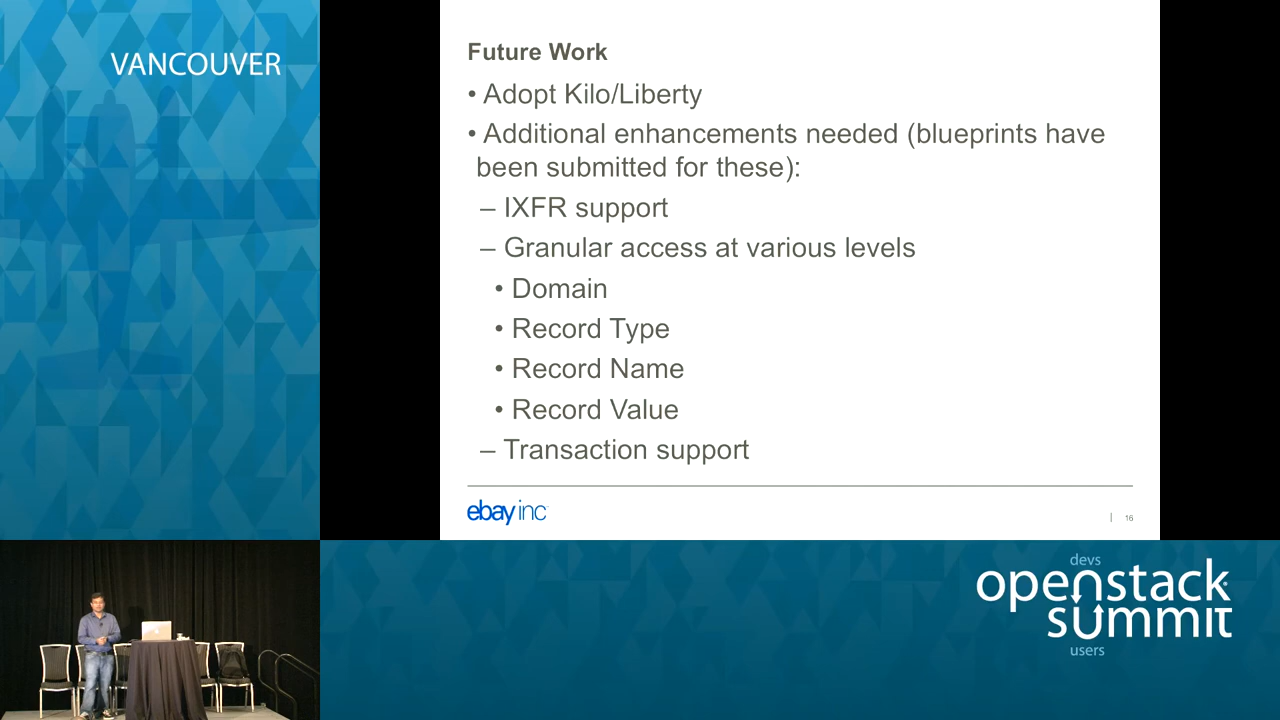 VANCOUVER
Future Work
• Adopt Kilo/Liberty
• Additional enhancements needed (blueprints have
been submitted for these):
– IXFR support
– Granular access at various levels
• Domain
• Record Type
• Record Name
• Record Value
– Transaction support
ebay inc
| 16
devs
openstack
summit
users